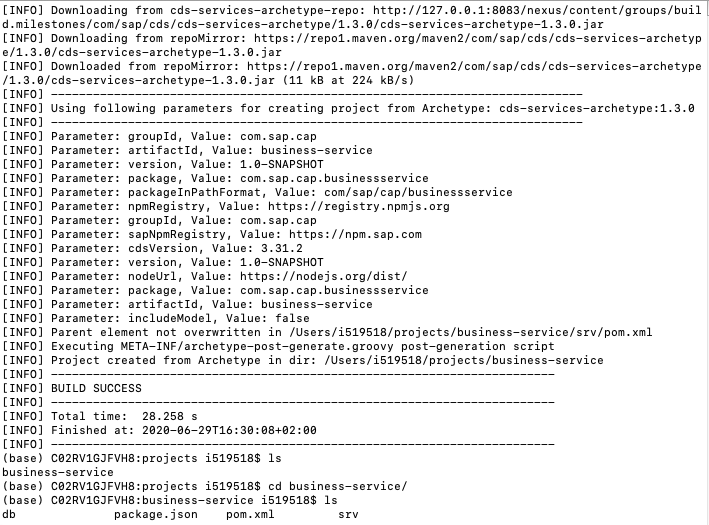 [INFO] Downloading from cds-services-archetype-repo: http://127.0.0.1:8083/nexus/content/groups/buil
d.milestones/com/sap/cds/cds-services-archetype/1.3.0/cds-services-archetype-1.3.0.jar
[INFO] Downloading from repoMirror: https://repo1.maven.org/maven2/com/sap/cds/cds-services-archetyp
e/1.3.0/cds-services-archetype-1.3.0.jar
[INFO] Downloaded from repoMirror: https://repo1.maven.org/maven2/com/sap/cds/cds-services-archetype
/1.3.0/cds-services-archetype-1.3.0.jar (11 kB at 224 kB/s)
[INFO] ----------------------------------------------------------------------------
[INFO] Using following parameters for creating project from Archetype: cds-services-archetype:1.3.0
[INFO] ----------------------------------------------------------------------------
[INFO] Parameter: groupId, Value: com.sap.cap
[INFO] Parameter: artifactId, Value: business-service
[INFO] Parameter: version, Value: 1.0-SNAPSHOT
[INFO] Parameter: package, Value: com.sap.cap.businessservice
[INFO] Parameter: packageInPathFormat, Value: com/sap/cap/businessservice
[INFO] Parameter: npmRegistry, Value: https://registry.npmjs.org
[INFO] Parameter: groupId, Value: com.sap.cap
[INFO] Parameter: sapNpmRegistry, Value: https://npm.sap.com
[INFO] Parameter: cdsVersion, Value: 3.31.2
[INFO] Parameter: version, Value: 1.0-SNAPSHOT
[INFO] Parameter: nodeUrl, Value: https://nodejs.org/dist/
[INFO] Parameter: package, Value: com.sap.cap.businessservice
[INFO] Parameter: artifactId, Value: business-service
[INFO] Parameter: includeModel, Value: false
[INFO] Parent element not overwritten in /Users/i519518/projects/business-service/srv/pom.xml
[INFO] Executing META-INF/archetype-post-generate.groovy post-generation script
[INFO] Project created from Archetype in dir: /Users/i519518/projects/business-service
[INFO] ------------------------------------------------------------------------
[INFO] BUILD SUCCESS
[INFO] ------------------------------------------------------------------------
[INFO] Total time:  28.258 s
[INFO] Finished at: 2020-06-29T16:30:08+02:00
[INFO] ------------------------------------------------------------------------
(base) C02RV1GJFVH8:projects i519518$ ls
business-service
(base) C02RV1GJFVH8:projects i519518$ cd business-service/
(base) C02RV1GJFVH8:business-service i519518$ ls
db              package.json    pom.xml         srv